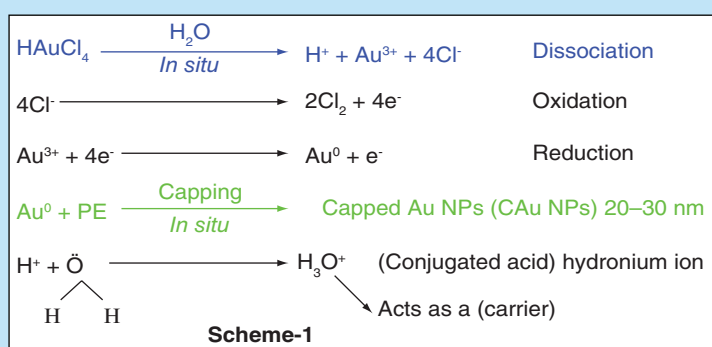 HAuCl₄ H₂O In situ H⁺ + Au³⁺ + 4Cl⁻ Dissociation
4Cl⁻ 2Cl₂ + 4e⁻ Oxidation
Au³⁺ + 4e⁻ Au⁰ + e⁻ Reduction
Au⁰ + PE Capping In situ Capped Au NPs (CAu NPs) 20–30 nm
H⁺ + Ö H₃O⁺ (Conjugated acid) hydronium ion
H H Acts as a (carrier)
Scheme-1